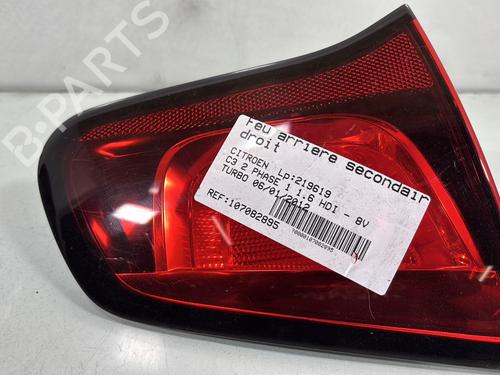 B-PARTS
feu arriere secondair
droit
CITROEN Lp:219619
C3 2 PHASE 1 1.6 HDI - 8V
TURBO 06/01/2012
REF:107082895
T0000107082895